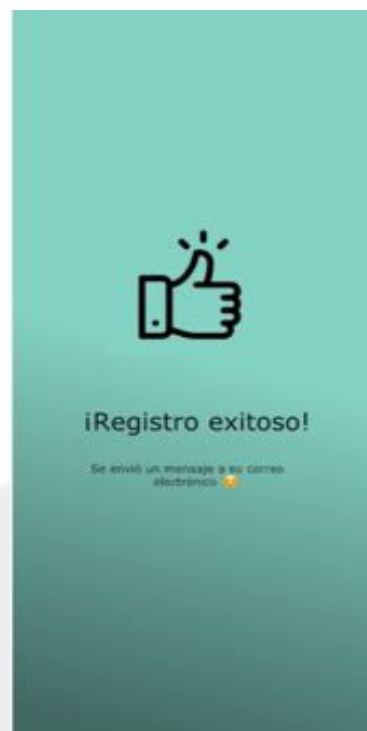 ¡Registro exitoso!
Se envió un mensaje a su correo
electrónico 😊